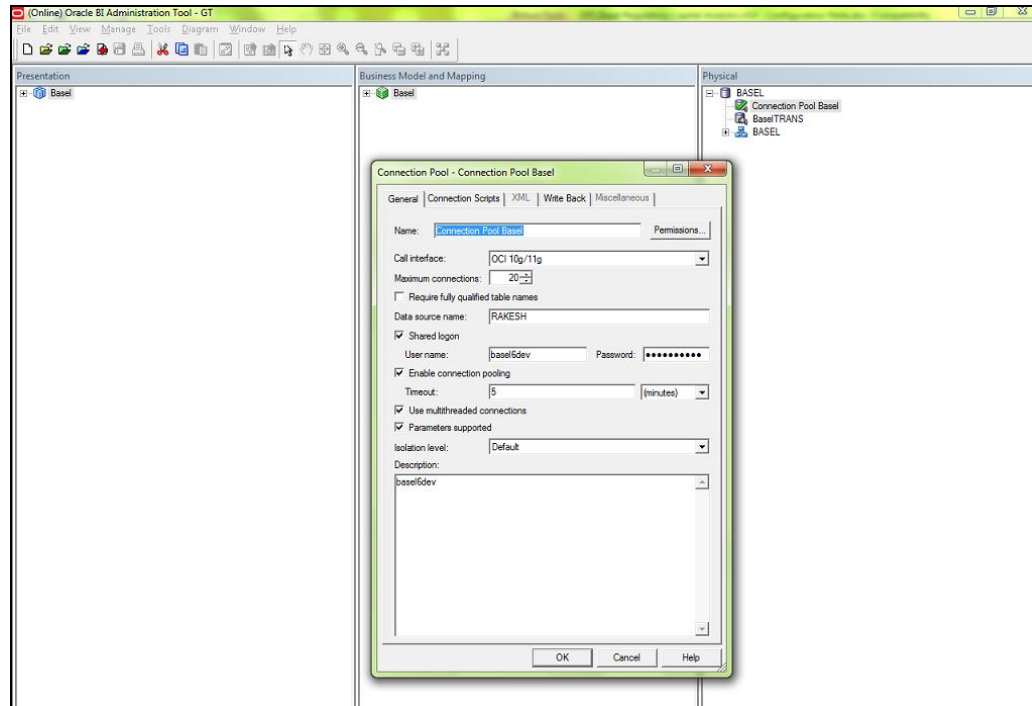 (Online) Oracle BI Administration Tool - GT
File Edit View Manage Tools Diagram Window Help
Presentation
Basel
Business Model and Mapping
Basel
Physical
BASEL
Connection Pool Basel
BaselTRANS
BASEL
Connection Pool - Connection Pool Basel
General Connection Scripts XML Write Back Miscellaneous
Name: Connection Pool Basel Permissions...
Call interface: OCI 10g/11g
Maximum connections: 20
Require fully qualified table names
Data source name: RAKESH
Shared logon
User name: basel6dev Password: ●●●●●●●●●●
Enable connection pooling
Timeout: 5 (minutes)
Use multithreaded connections
Parameters supported
Isolation level: Default
Description:
basel6dev
OK Cancel Help